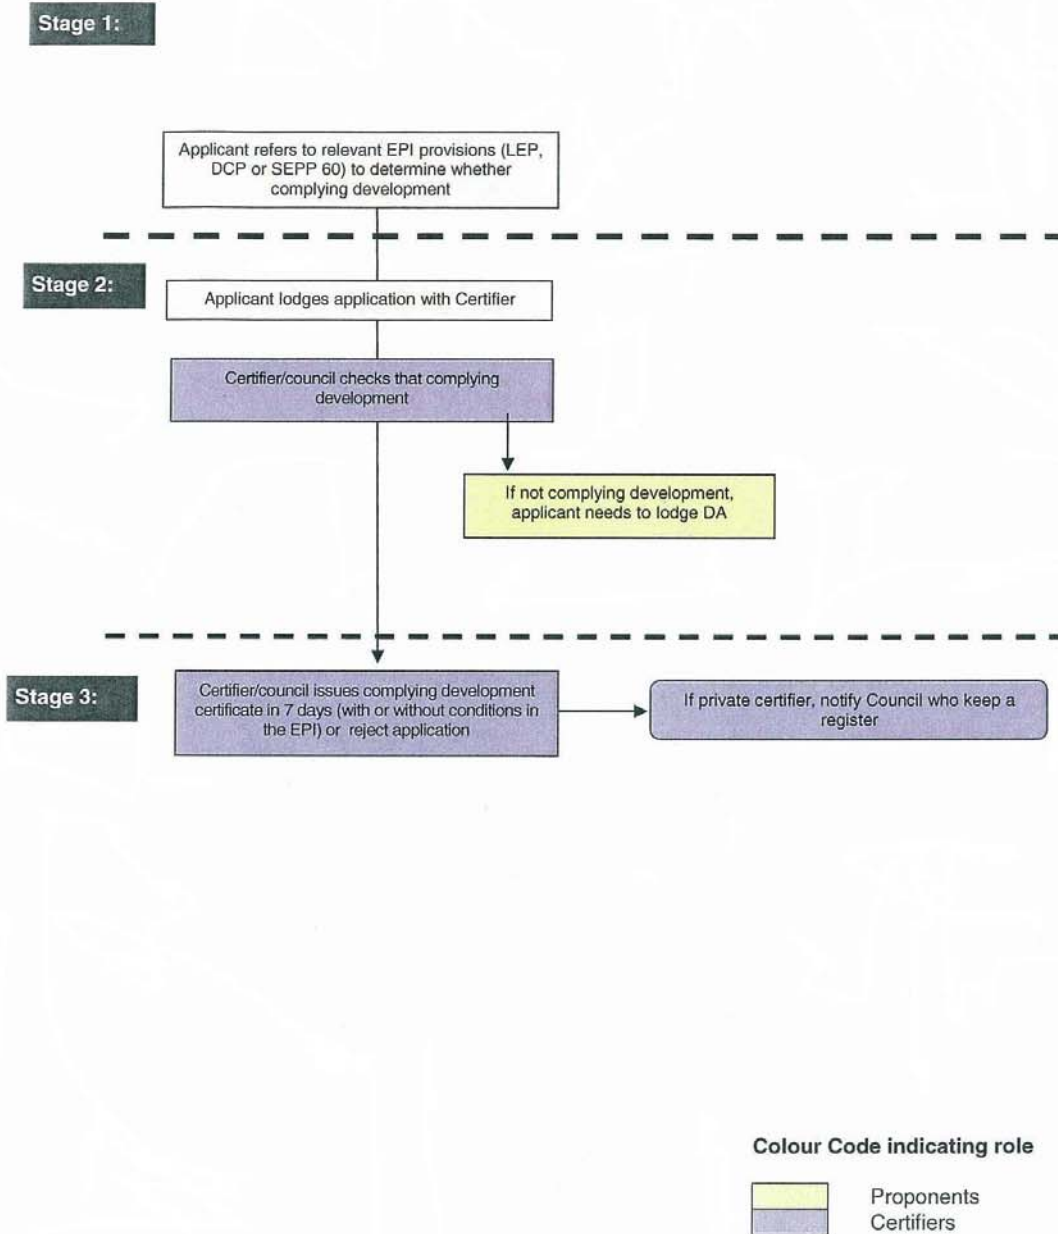 Stage 1:
Applicant refers to relevant EPI provisions (LEP,
DCP or SEPP 60) to determine whether
complying development
Stage 2:
Applicant lodges application with Certifier
Certifier/council checks that complying
development
If not complying development,
applicant needs to lodge DA
Stage 3:
Certifier/council issues complying development
certificate in 7 days (with or without conditions in
the EPI) or reject application
If private certifier, notify Council who keep a
register
Colour Code indicating role
Proponents
Certifiers